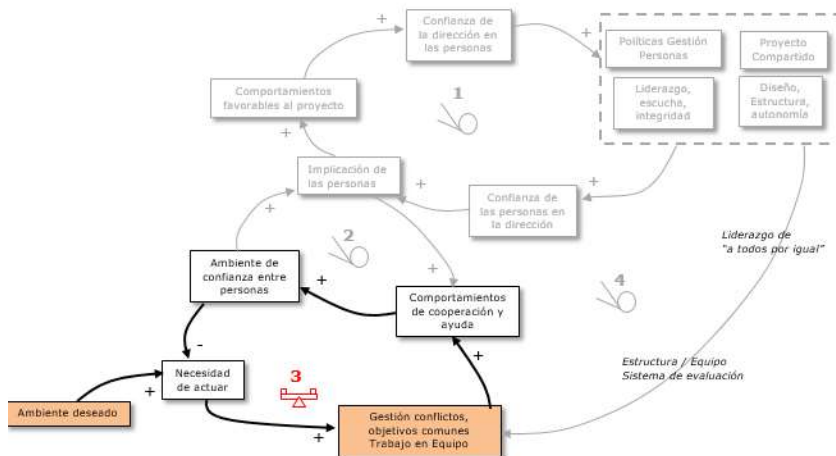 +
Confianza de
la dirección en
las personas
+
Políticas Gestión
Personas
Proyecto
Compartido
Comportamientos
favorables al proyecto
1
Liderazgo,
escucha,
integridad
Diseño,
Estructura,
autonomía
+
Implicación de
las personas
+
Confianza de
las personas en
la dirección
+
+
2
+
Liderazgo de
"a todos por igual"
Ambiente de
confianza entre
personas
+
Comportamientos
de cooperación y
ayuda
4
-
Necesidad
de actuar
3
+
Estructura / Equipo
Sistema de evaluación
+
Ambiente deseado
+
Gestión conflictos,
objetivos comunes
Trabajo en Equipo